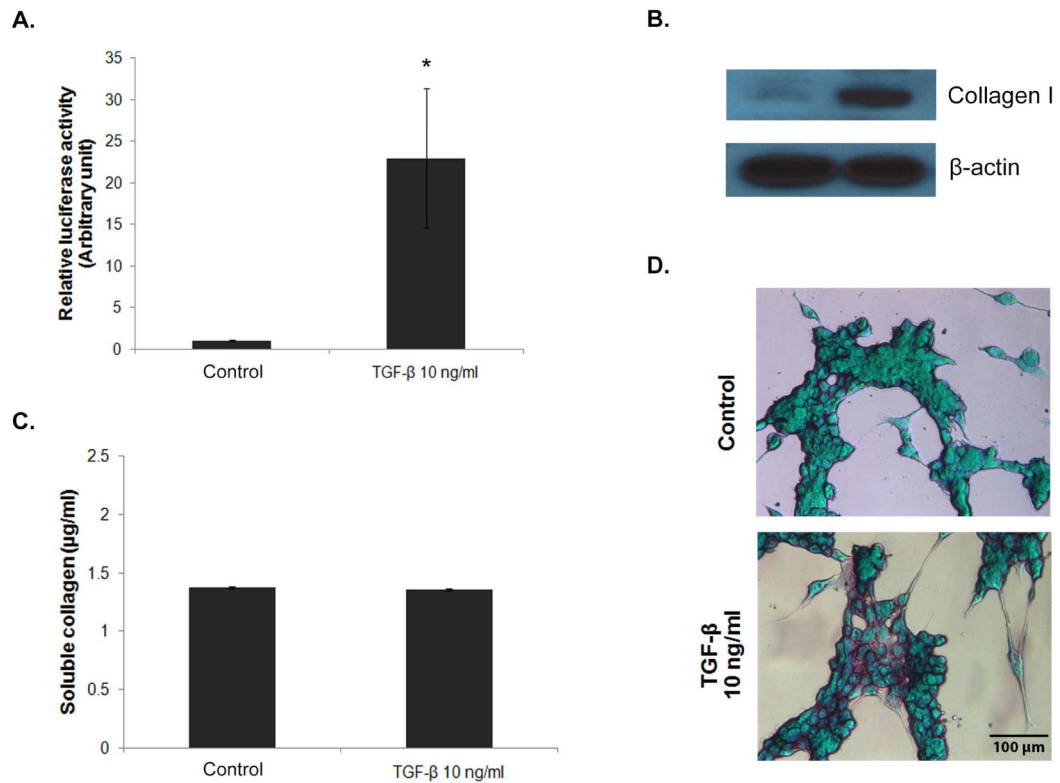 A.
35
30
25
20
15
10
5
0
Relative luciferase activity
(Arbitrary unit)
*
Control
TGF-β 10 ng/ml
B.
Collagen I
β-actin
C.
2.5
2
1.5
1
0.5
0
Soluble collagen (µg/ml)
Control
TGF-β 10 ng/ml
D.
Control
TGF-β
10 ng/ml
100 µm